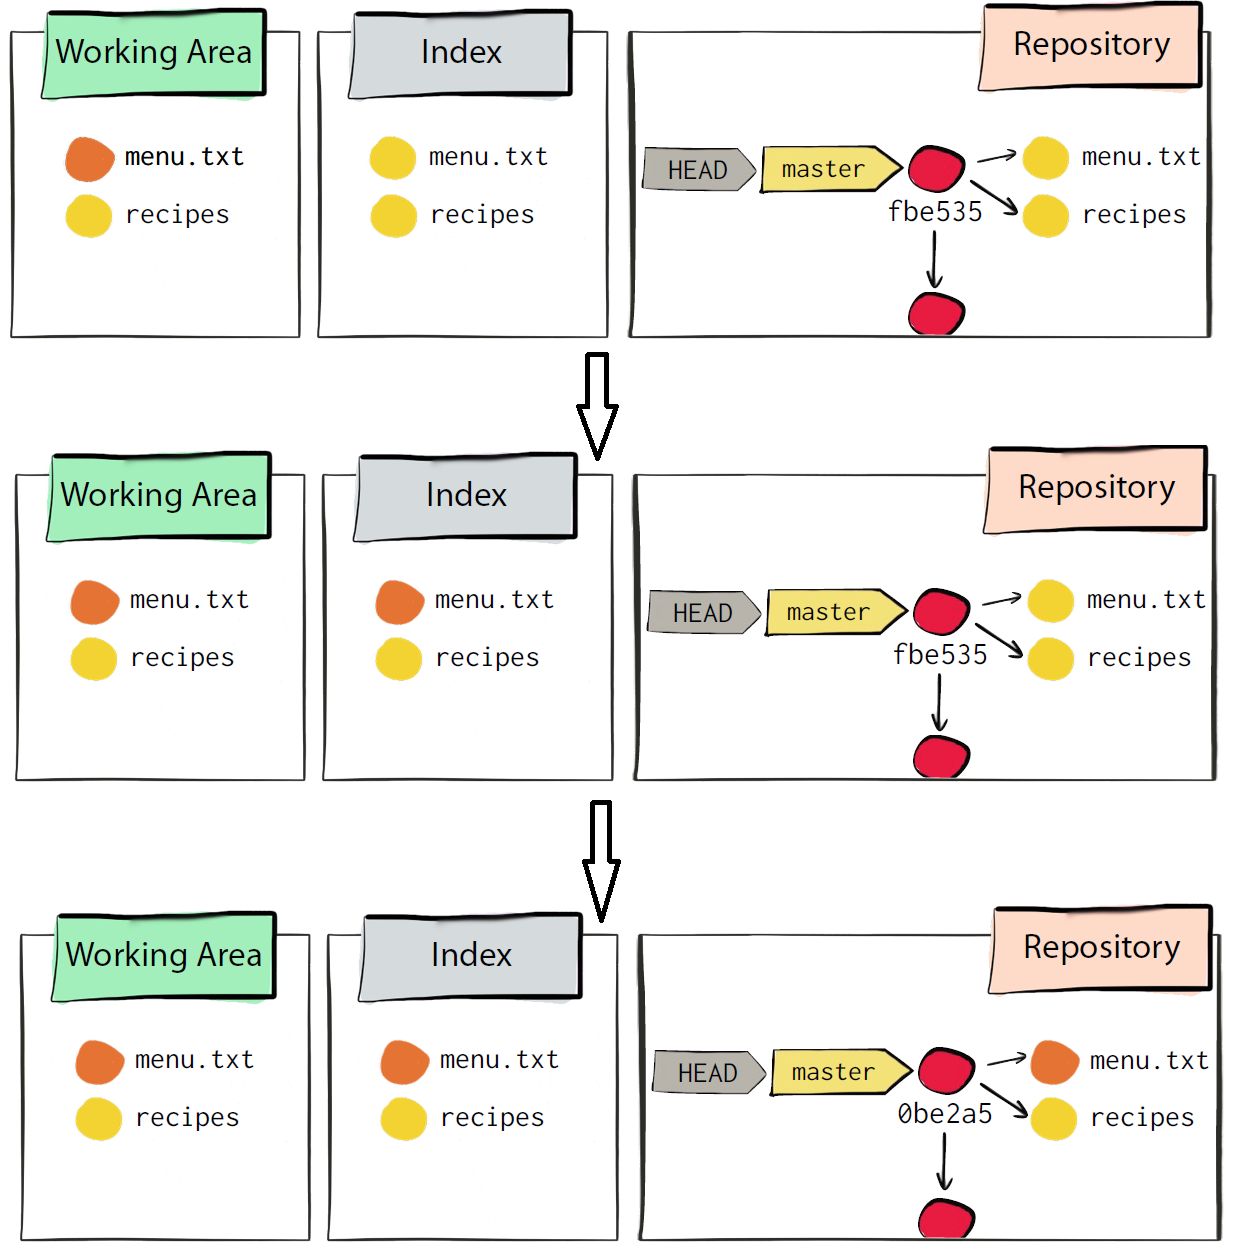 Working Area
Index
Repository
menu.txt
recipes
menu.txt
recipes
HEAD
master
fbe535
menu.txt
recipes
Working Area
Index
Repository
menu.txt
recipes
menu.txt
recipes
HEAD
master
fbe535
menu.txt
recipes
Working Area
Index
Repository
menu.txt
recipes
menu.txt
recipes
HEAD
master
0be2a5
menu.txt
recipes